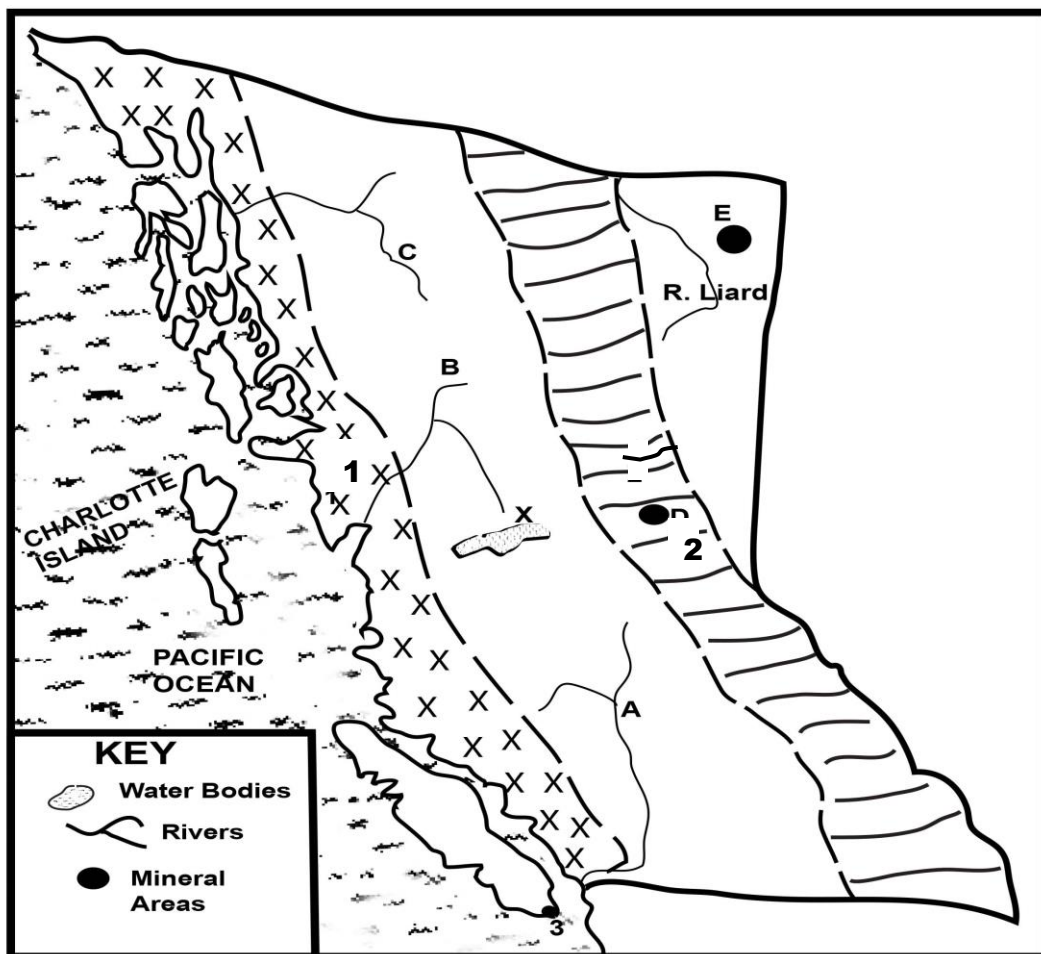 X X X
X X
X
X
E
X
C
R. Liard
X
X
X
B
X
X
1
X
X
X
X
X
D
2
CHARLOTTE
ISLAND
X
X
X
X
PACIFIC
OCEAN
X
X
X
A
X
X
KEY
Water Bodies
Rivers
Mineral
Areas
X
X
X
X
X
X
X
3